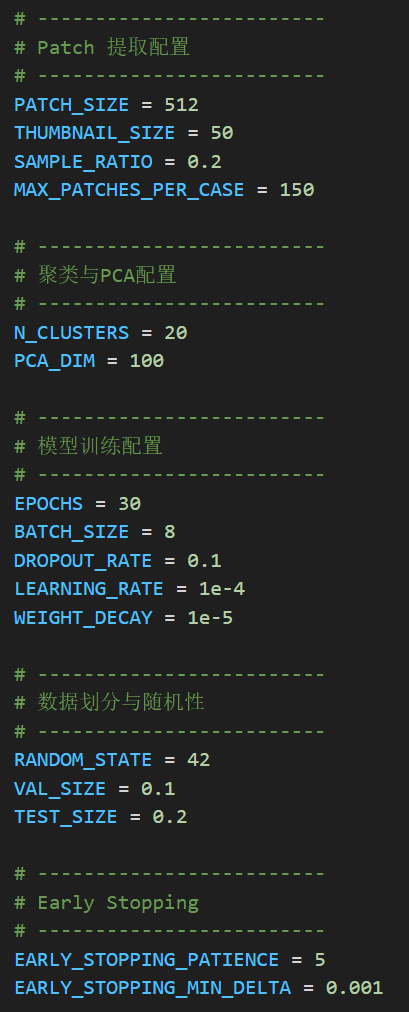 # -------------------------
# Patch 提取配置
# -------------------------
PATCH_SIZE = 512
THUMBNAIL_SIZE = 50
SAMPLE_RATIO = 0.2
MAX_PATCHES_PER_CASE = 150
# -------------------------
# 聚类与PCA配置
# -------------------------
N_CLUSTERS = 20
PCA_DIM = 100
# -------------------------
# 模型训练配置
# -------------------------
EPOCHS = 30
BATCH_SIZE = 8
DROPOUT_RATE = 0.1
LEARNING_RATE = 1e-4
WEIGHT_DECAY = 1e-5
# -------------------------
# 数据划分与随机性
# -------------------------
RANDOM_STATE = 42
VAL_SIZE = 0.1
TEST_SIZE = 0.2
# -------------------------
# Early Stopping
# -------------------------
EARLY_STOPPING_PATIENCE = 5
EARLY_STOPPING_MIN_DELTA = 0.001